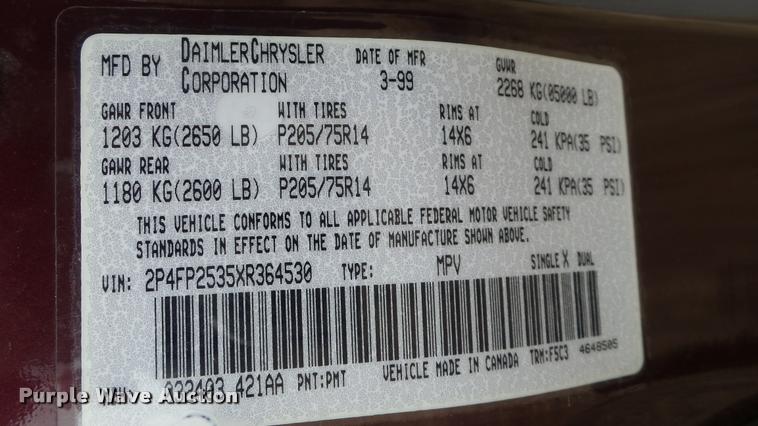 MFD BY DAIMLERCHRYSLER CORPORATION
DATE OF MFR 3-99
GVWR 2268 KG(05000 LB)
GAWR FRONT WITH TIRES RIMS AT COLD
1203 KG(2650 LB) P205/75R14 14X6 241 KPA(35 PSI)
GAWR REAR WITH TIRES RIMS AT COLD
1180 KG(2600 LB) P205/75R14 14X6 241 KPA(35 PSI)
THIS VEHICLE CONFORMS TO ALL APPLICABLE FEDERAL MOTOR VEHICLE SAFETY
STANDARDS IN EFFECT ON THE DATE OF MANUFACTURE SHOWN ABOVE.
VIN: 2P4FP2535XR364530 TYPE: MPV SINGLE X DUAL
421AA PNT:PMT VEHICLE MADE IN CANADA TRM:F5C3 4648505
Purple Wave Auction